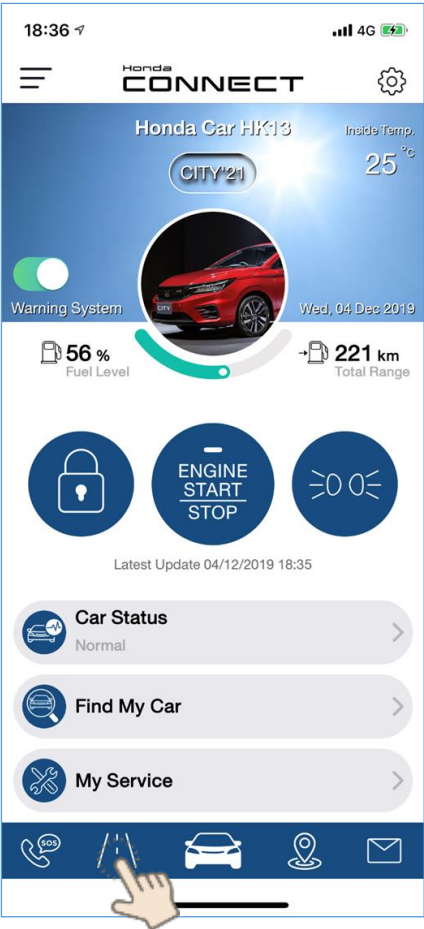 18:36
4G
Honda
CONNECT
Honda Car HK13
Inside Temp.
CITY'21
25 °C
Warning System
Wed, 04 Dec 2019
56 %
Fuel Level
221 km
Total Range
ENGINE
START
STOP
Latest Update 04/12/2019 18:35
Car Status
Normal
Find My Car
My Service
SOS